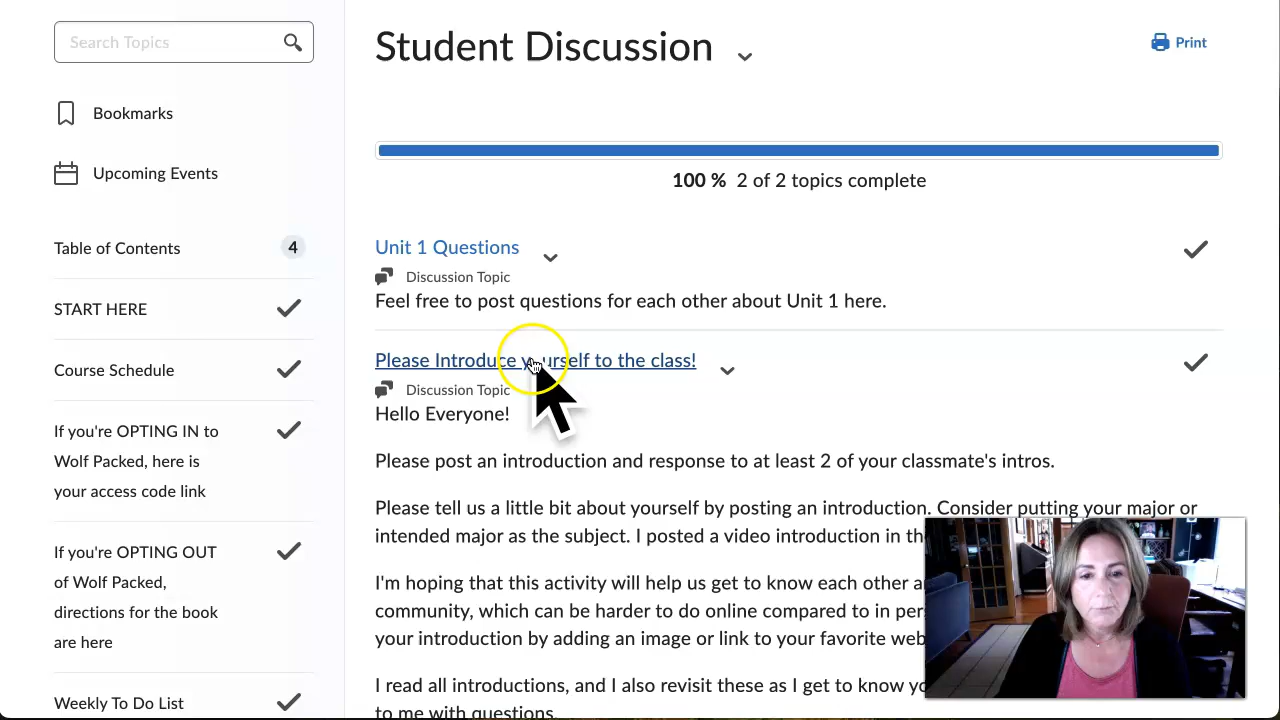 Search Topics
Student Discussion
Print
Bookmarks
100 % 2 of 2 topics complete
Upcoming Events
Table of Contents 4
Unit 1 Questions
Discussion Topic
Feel free to post questions for each other about Unit 1 here.
START HERE
Course Schedule
Please Introduce yourself to the class!
Discussion Topic
Hello Everyone!
If you're OPTING IN to
Wolf Packed, here is
your access code link
Please post an introduction and response to at least 2 of your classmate's intros.
Please tell us a little bit about yourself by posting an introduction. Consider putting your major or
intended major as the subject. I posted a video introduction in th
If you're OPTING OUT
of Wolf Packed,
directions for the book
are here
I'm hoping that this activity will help us get to know each other a
community, which can be harder to do online compared to in per
your introduction by adding an image or link to your favorite web
Weekly To Do List
I read all introductions, and I also revisit these as I get to know yo
to me with questions.